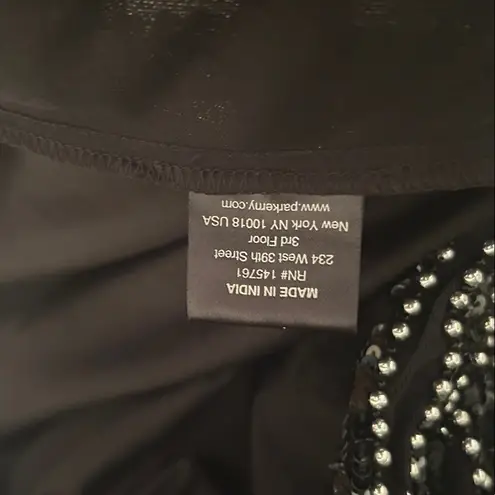 MADE IN INDIA
RN# 145761
234 West 39th Street
3rd Floor
New York NY 10018 USA
www.parkerny.com